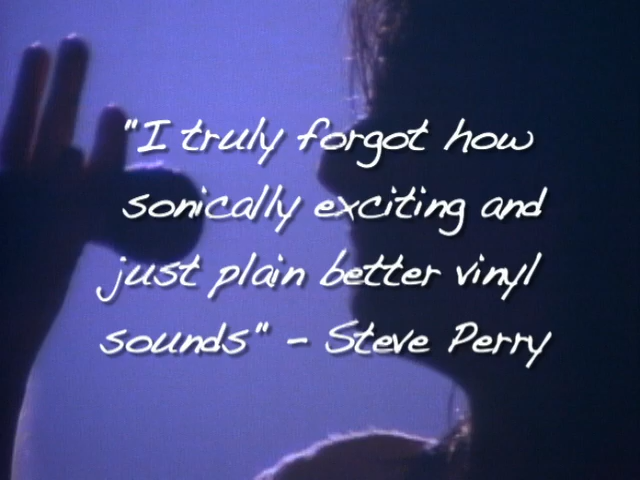 "I truly forgot how
sonically exciting and
just plain better vinyl
sounds" - Steve Perry